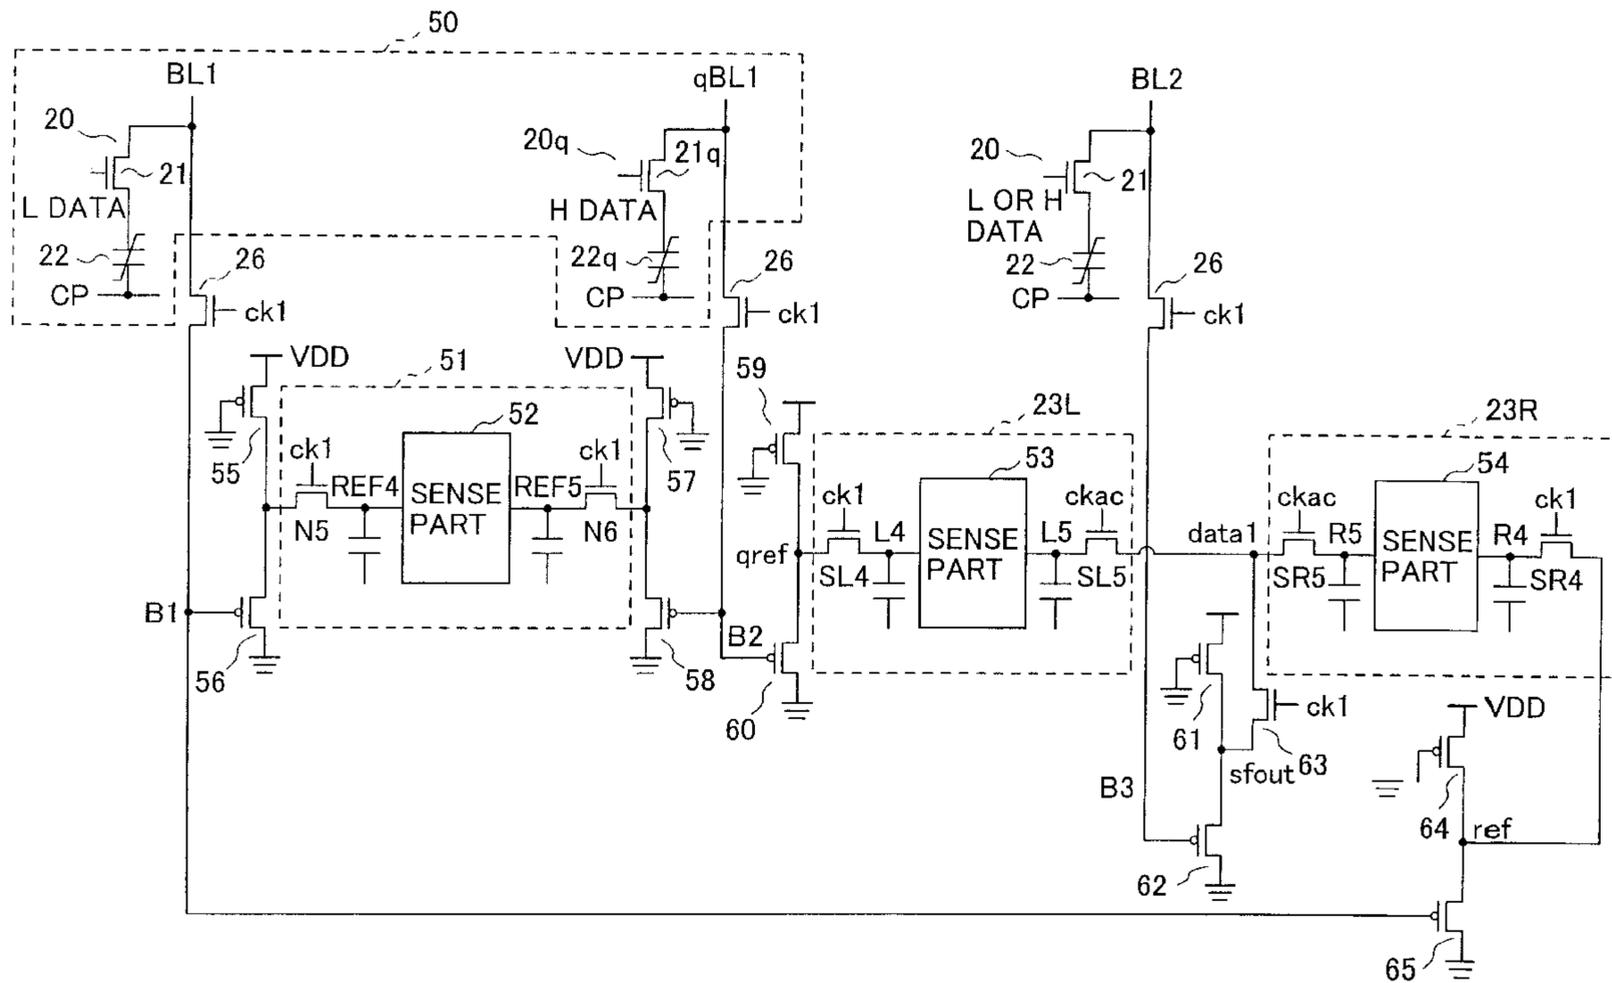 50
BL1
qBL1
BL2
20
21
L DATA
22
CP
26
ck1
20q
21q
H DATA
22q
CP
26
ck1
20
21
L OR H
DATA
22
CP
26
ck1
VDD
51
VDD
59
55
ck1
REF4
52
SENSE
PART
REF5
ck1
57
N5
N6
B1
56
58
B2
60
qref
23L
ck1
L4
53
SENSE
PART
L5
ckac
SL4
SL5
data1
23R
ckac
R5
54
SENSE
PART
R4
ck1
SR5
SR4
61
ck1
63
sfout
B3
62
VDD
64
ref
65